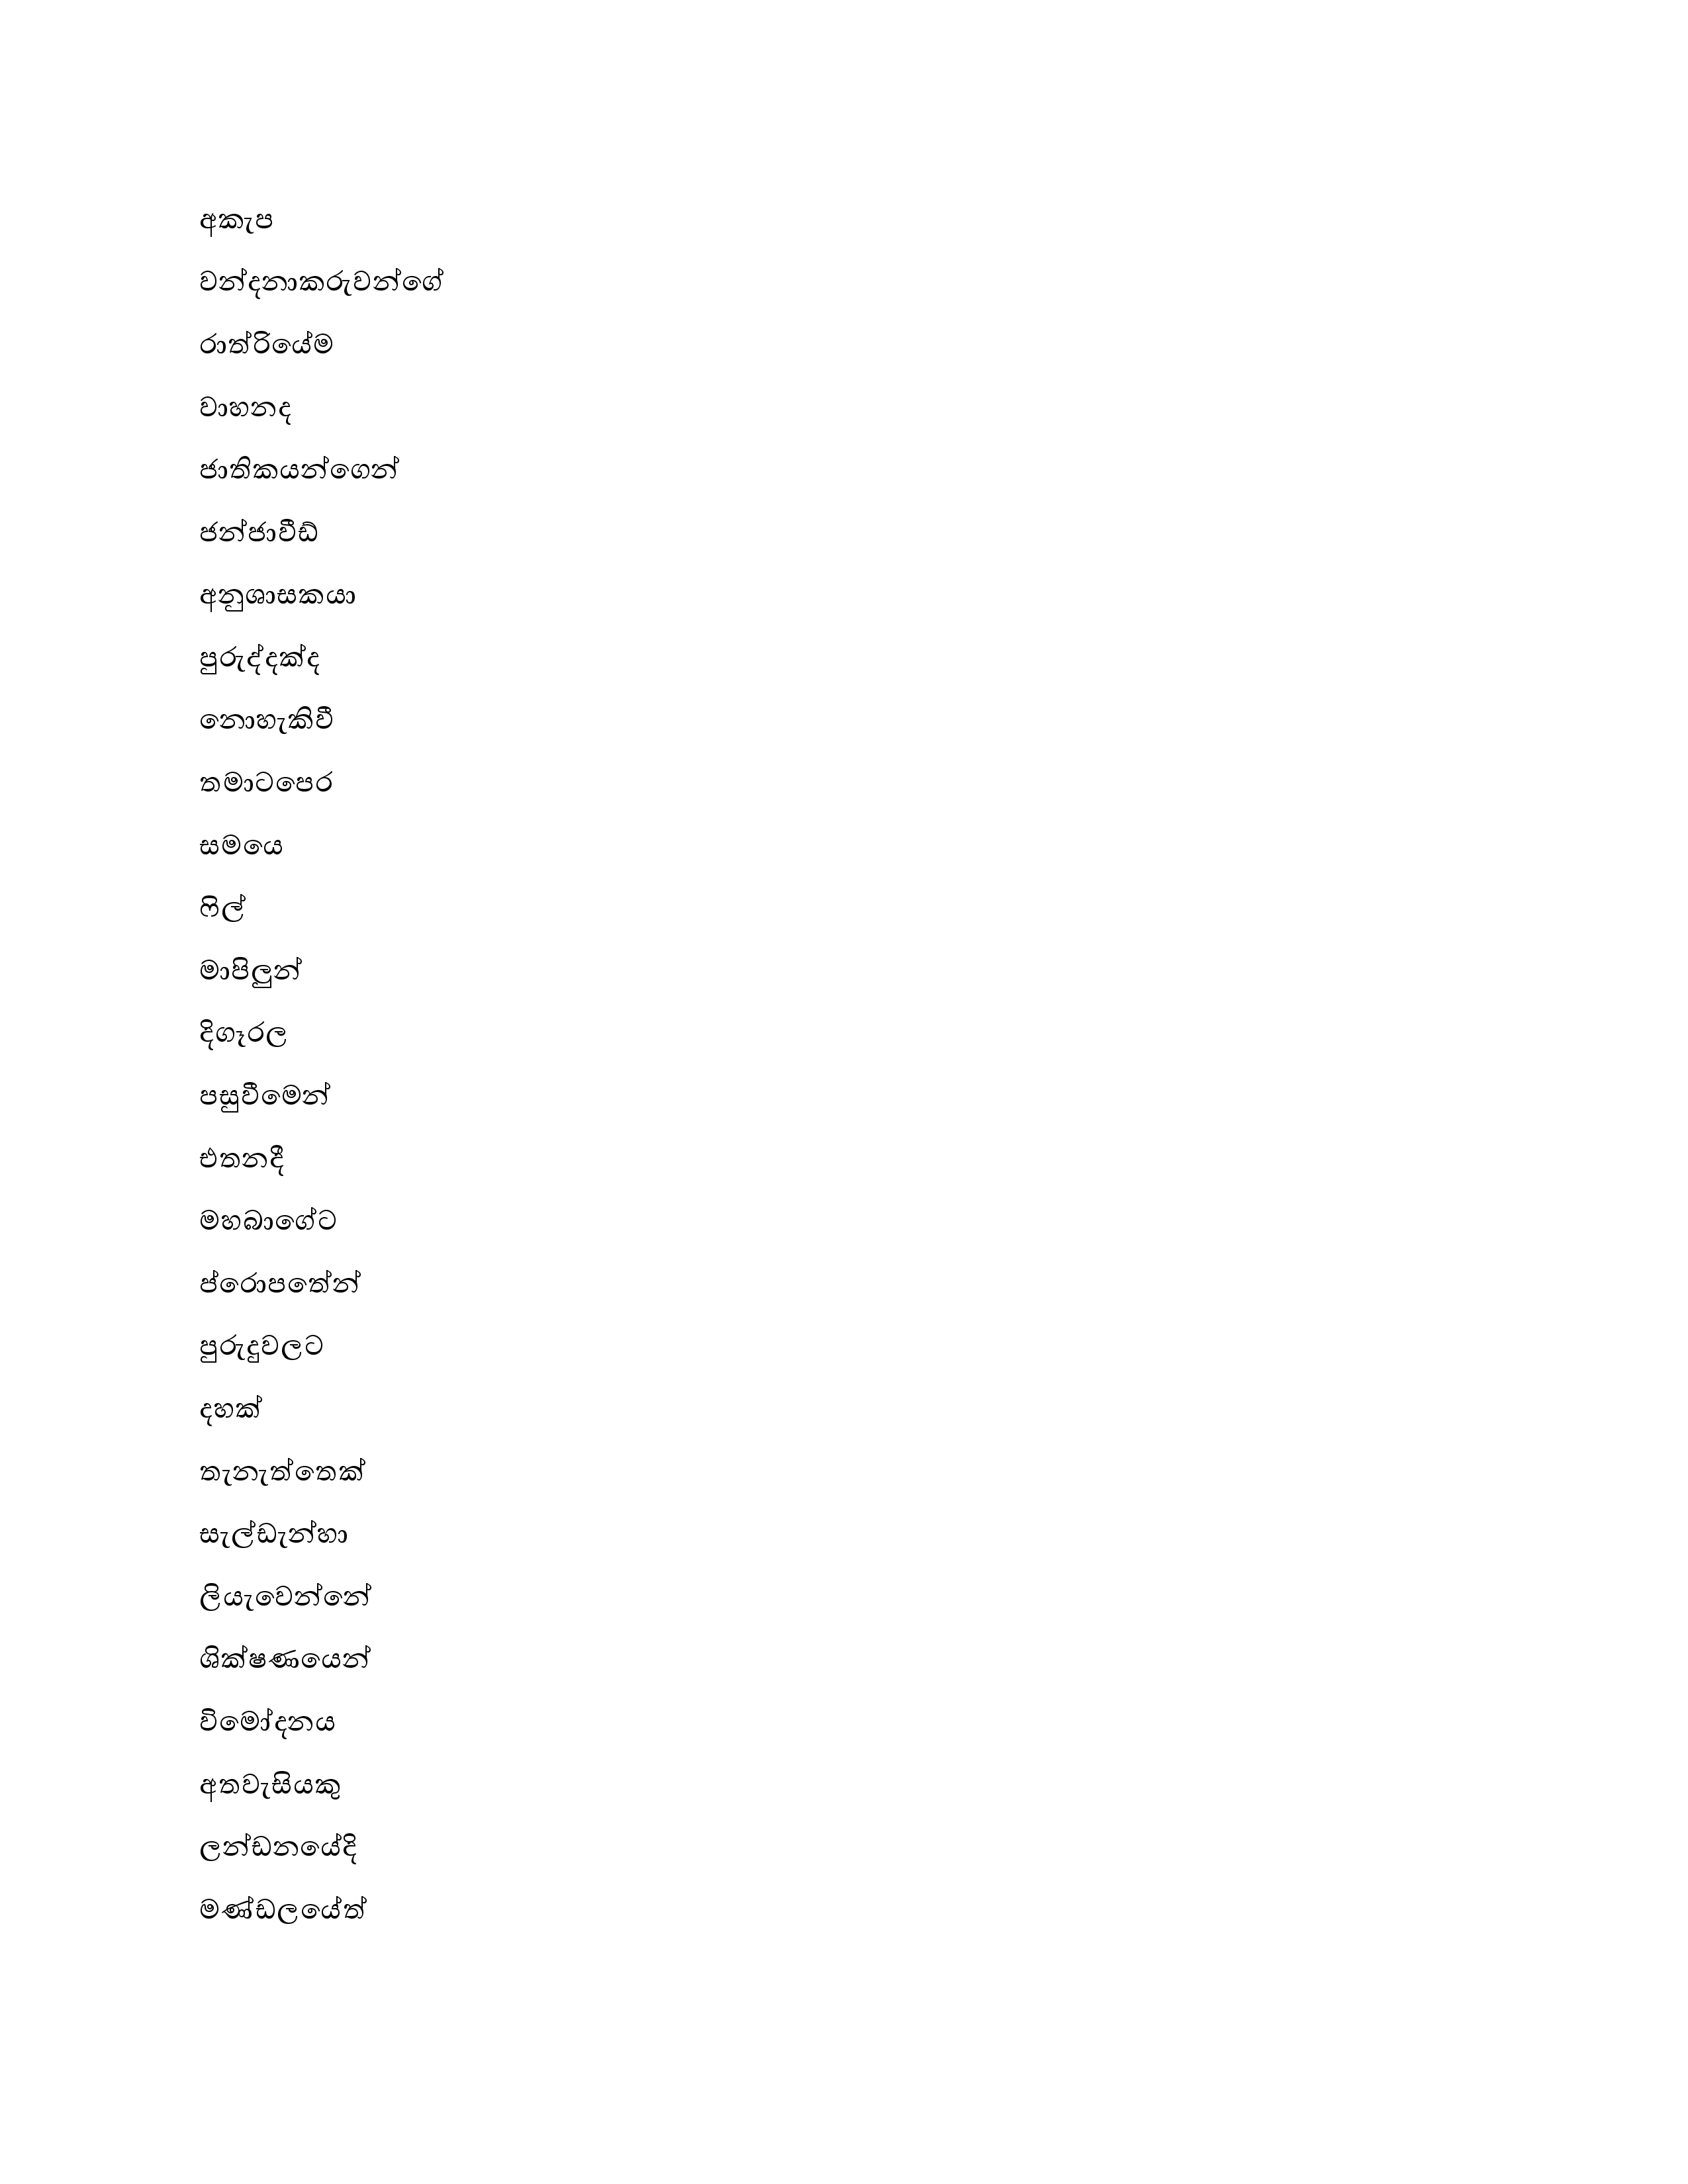 අකැප
වන්දනාකරුවන්ගේ
රාත්රියේම
වාහනද
ජාතිකයන්ගෙන්
ජන්ජාවීඩ්
අනුශාසකයා
පුරුද්දක්ද
නොහැකිවී
තමාටපෙර
සමයෙ
ෆිල්
මාපිලුන්
දිගෑරල
පසුවීමෙන්
එතනදී
මහබාගේට
ප්රොපතේන්
පුරුදුවලට
දහක්
තැනැත්තෙක්
සැල්ඩැන්හා
ලියැවෙන්නේ
ශික්ෂණයෙන්
විමෝදනය
අතවැසියකු
ලන්ඩනයේදි
මණ්ඩලයේත්